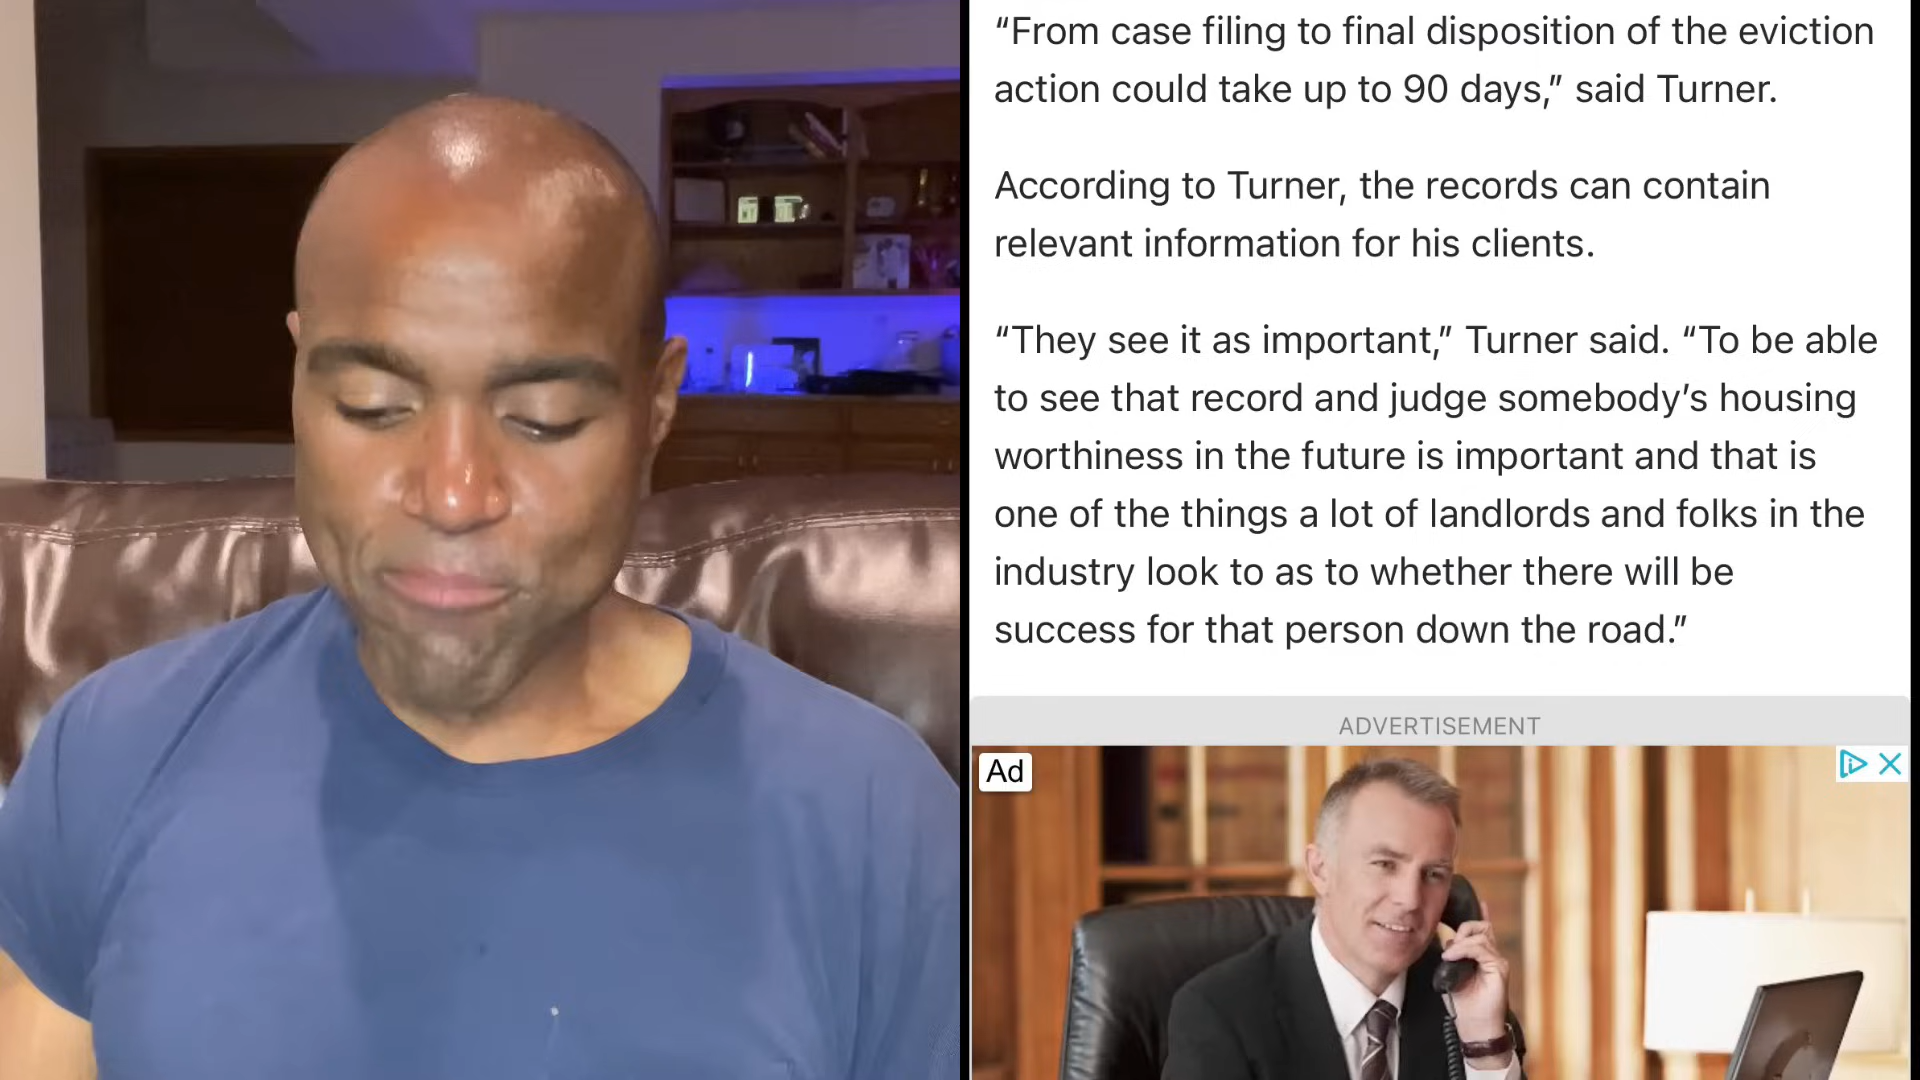 “From case filing to final disposition of the eviction
action could take up to 90 days,” said Turner.
According to Turner, the records can contain
relevant information for his clients.
“They see it as important,” Turner said. “To be able
to see that record and judge somebody’s housing
worthiness in the future is important and that is
one of the things a lot of landlords and folks in the
industry look to as to whether there will be
success for that person down the road.”
ADVERTISEMENT
Ad